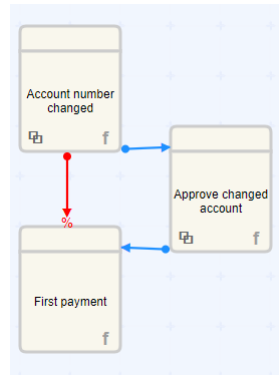 Account number
changed
f
Approve changed
account
f
%
First payment
f